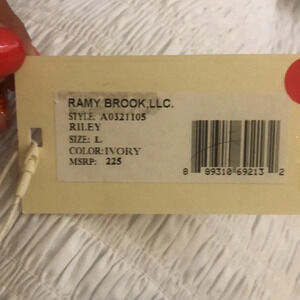 RAMY BROOK,LLC.
STYLE: A0321105
RILEY
SIZE: L
COLOR:IVORY
MSRP: 225
8 89310 69213 2